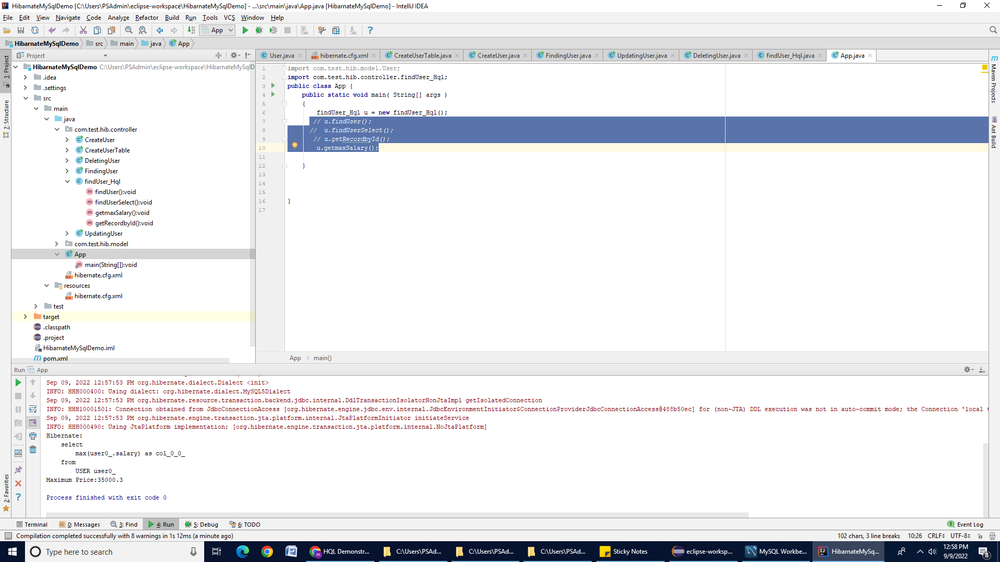 HibarnateMySqlDemo [C:\Users\PSAdmin\eclipse-workspace\HibarnateMySqlDemo] - ...\src\main\java\App.java [HibarnateMySqlDemo] - IntelliJ IDEA
File Edit View Navigate Code Analyze Refactor Build Run Tools VCS Window Help
App
HibarnateMySqlDemo src main java App
Project
User.java hibernate.cfg.xml CreateUserTable.java CreateUser.java FindingUser.java UpdatingUser.java DeletingUser.java findUser_Hql.java App.java
1: Project
7: Structure
2: Favorites
Maven Projects
Ant Build
HibarnateMySqlDemo C:\Users\PSAdmin\eclipse-workspace\HibarnateMySqlD
.idea
.settings
src
main
java
com.test.hib.controller
CreateUser
CreateUserTable
DeletingUser
FindingUser
findUser_Hql
findUser():void
findUserSelect():void
getmaxSalary():void
getRecordbyId():void
UpdatingUser
com.test.hib.model
App
main(String[]):void
hibernate.cfg.xml
resources
hibernate.cfg.xml
test
target
.classpath
.project
HibarnateMySqlDemo.iml
pom.xml
1 import com.test.hib.model.User;
2 import com.test.hib.controller.findUser_Hql;
3 public class App {
4 public static void main( String[] args )
5 {
6 findUser_Hql u = new findUser_Hql();
7 // u.findUser();
8 // u.findUserSelect();
9 // u.getRecordbyId();
10 u.getmaxSalary();
11
12 }
13
14
15
16 }
17
App main()
Run App
Sep 09, 2022 12:57:53 PM org.hibernate.dialect.Dialect <init>
INFO: HHH000400: Using dialect: org.hibernate.dialect.MySQL5Dialect
Sep 09, 2022 12:57:53 PM org.hibernate.resource.transaction.backend.jdbc.internal.DdlTransactionIsolatorNonJtaImpl getIsolatedConnection
INFO: HHH10001501: Connection obtained from JdbcConnectionAccess [org.hibernate.engine.jdbc.env.internal.JdbcEnvironmentInitiator$ConnectionProviderJdbcConnectionAccess@488b50ec] for (non-JTA) DDL execution was not in auto-commit mode; the Connection 'local t
Sep 09, 2022 12:57:53 PM org.hibernate.engine.transaction.jta.platform.internal.JtaPlatformInitiator initiateService
INFO: HHH000490: Using JtaPlatform implementation: [org.hibernate.engine.transaction.jta.platform.internal.NoJtaPlatform]
Hibernate:
select
max(user0_.salary) as col_0_0_
from
USER user0_
Maximum Price:35000.3
Process finished with exit code 0
Terminal 0: Messages 3: Find 4: Run 5: Debug 6: TODO 1 Event Log
Compilation completed successfully with 8 warnings in 1s 12ms (a minute ago) 102 chars, 3 line breaks 10:26 CRLF UTF-8
Type here to search HQL Demonstr... C:\Users\PSAd... C:\Users\PSAd... C:\Users\PSAd... Sticky Notes eclipse-worksp... MySQL Workbe... HibarnateMySq... 12:58 PM
9/9/2022 8